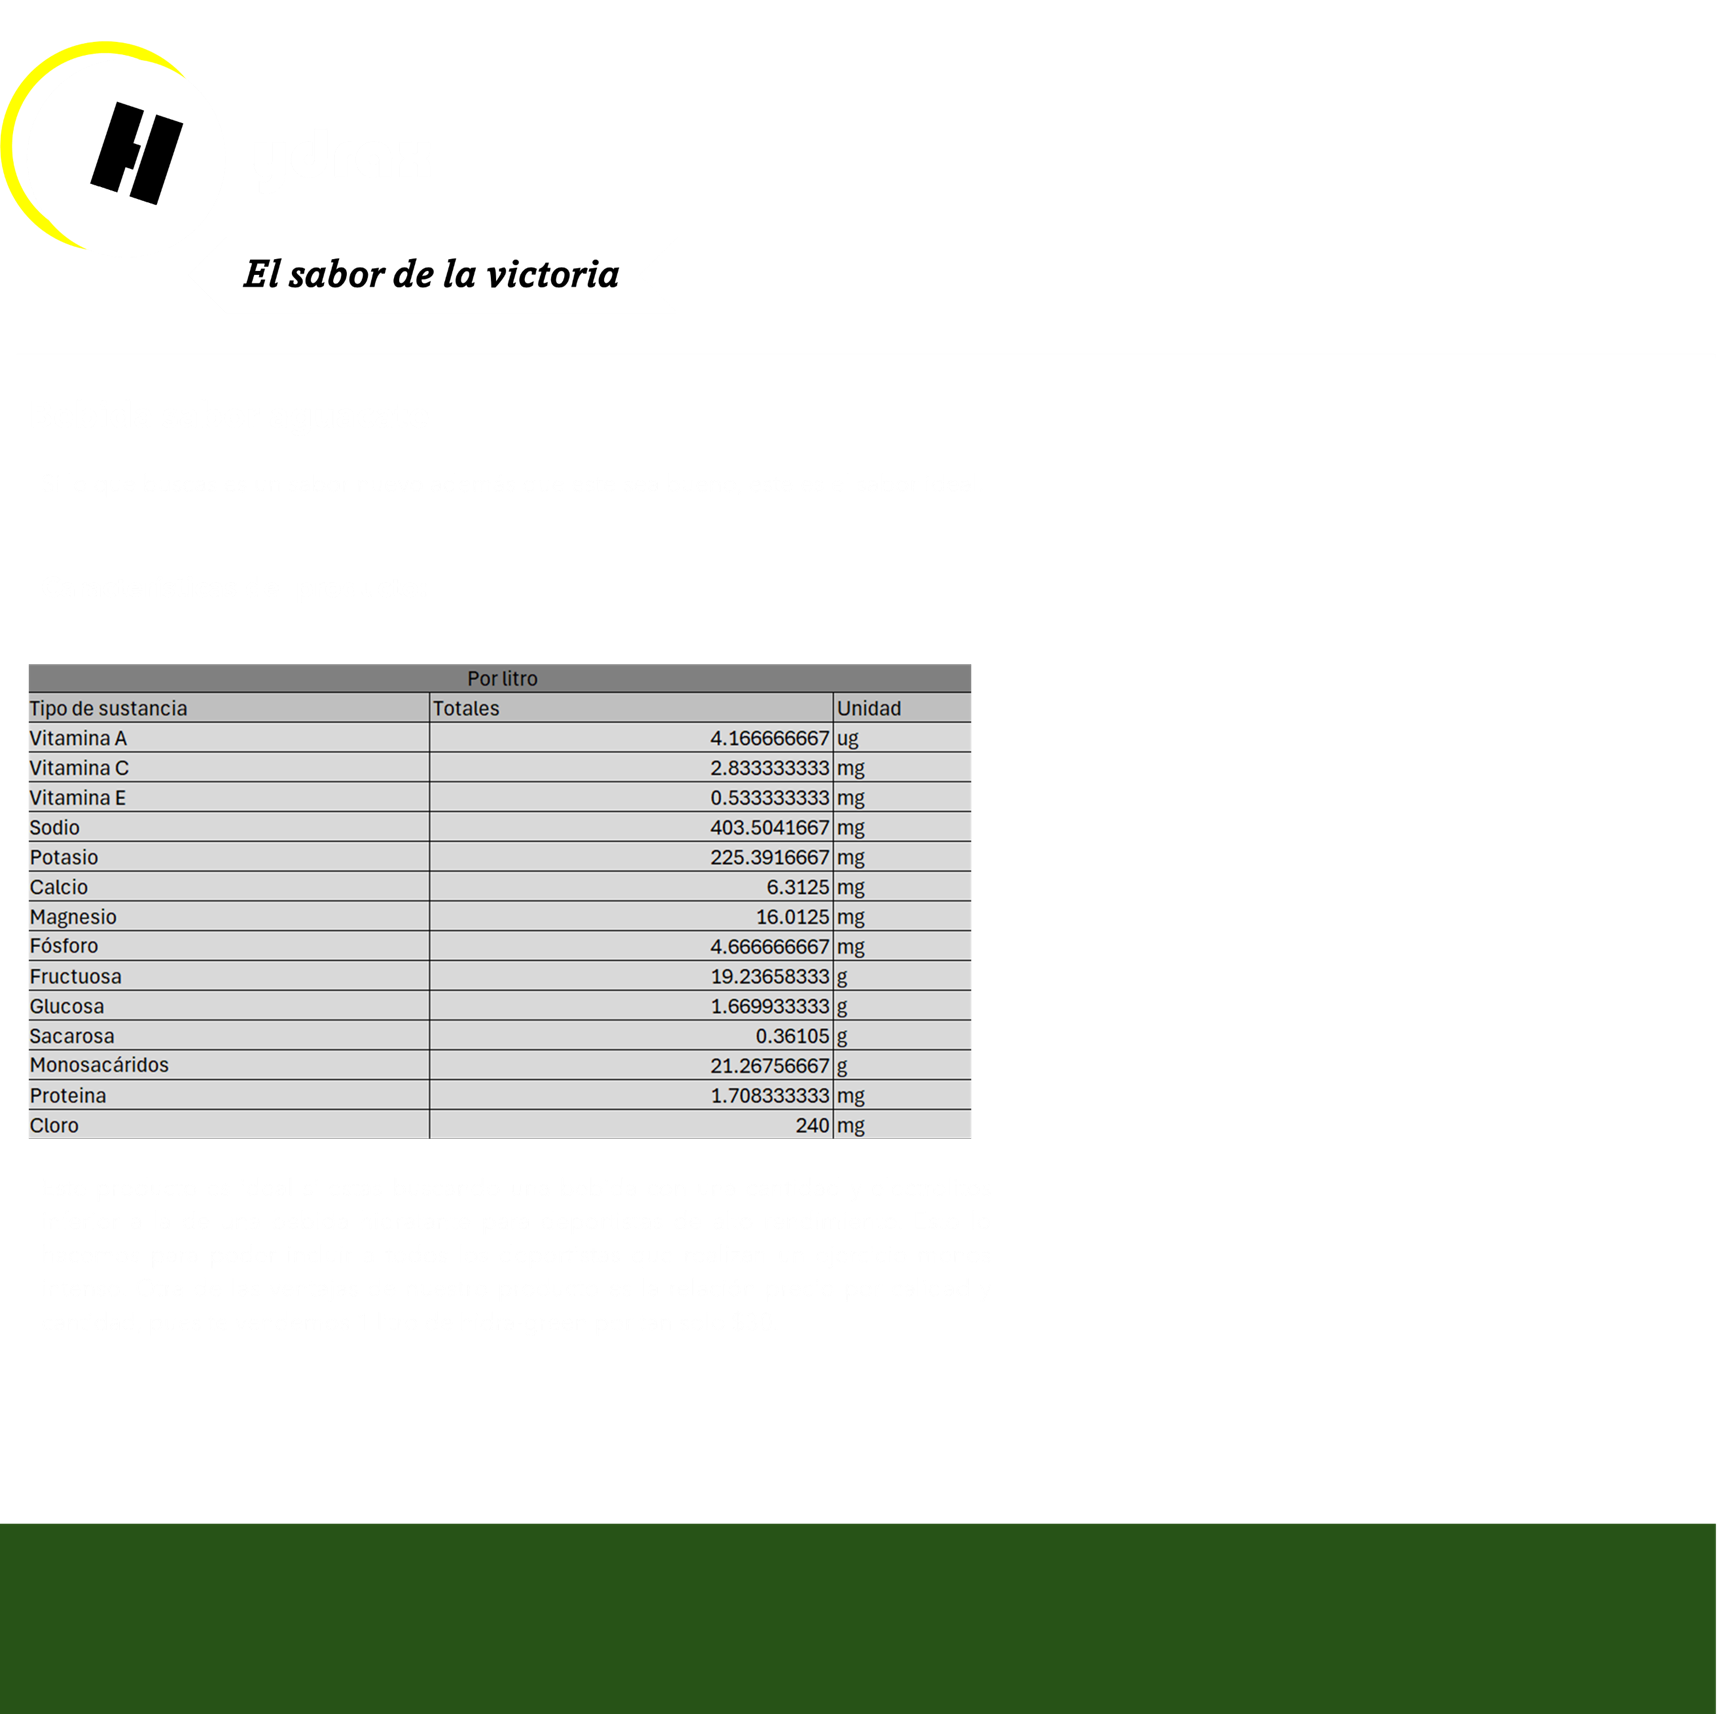 H
El sabor de la victoria
Por litro
Tipo de sustancia Totales Unidad
Vitamina A 4.166666667 ug
Vitamina C 2.833333333 mg
Vitamina E 0.533333333 mg
Sodio 403.5041667 mg
Potasio 225.3916667 mg
Calcio 6.3125 mg
Magnesio 16.0125 mg
Fósforo 4.666666667 mg
Fructuosa 19.23658333 g
Glucosa 1.669933333 g
Sacarosa 0.36105 g
Monosacáridos 21.26756667 g
Proteina 1.708333333 mg
Cloro 240 mg